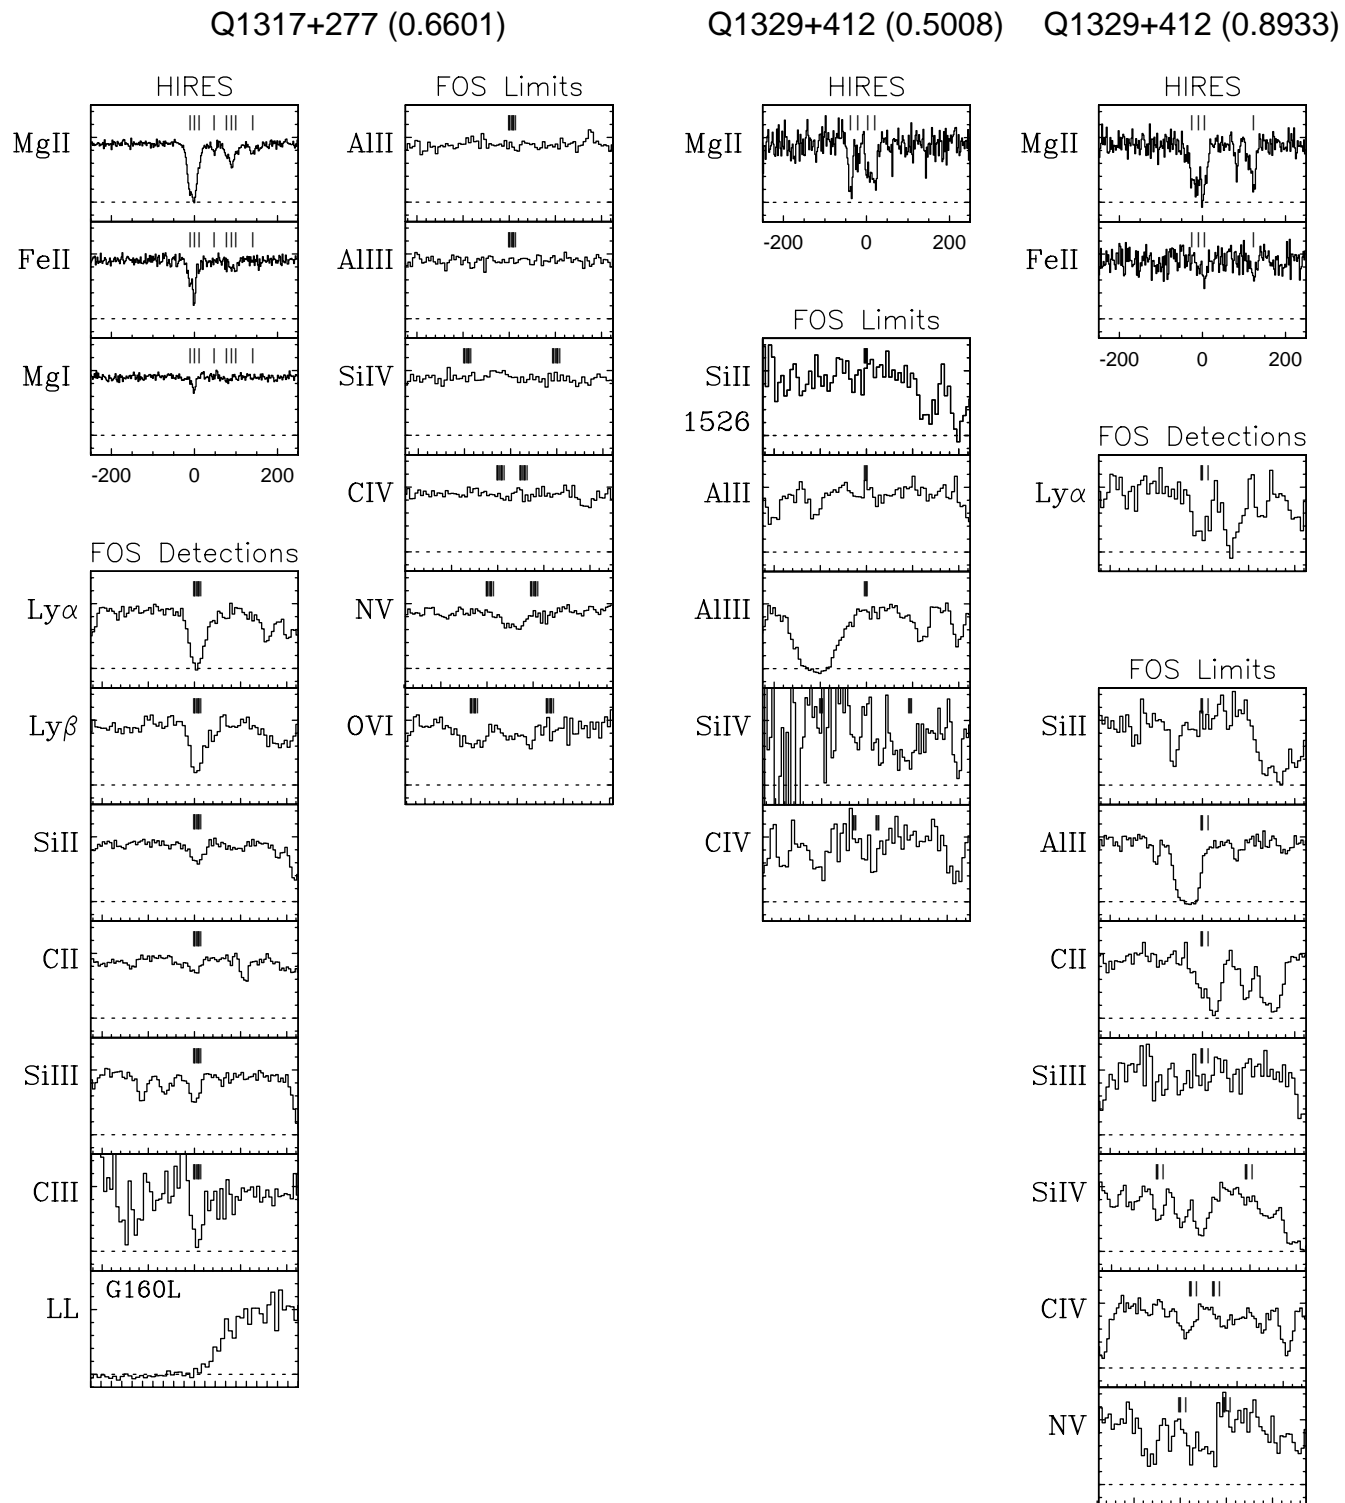 Q1317+277 (0.6601)
HIRES
MgII
FeII
MgI
-200 0 200
FOS Detections
Lyα
Lyβ
SiII
CII
SiIII
CIII
LL
G160L
FOS Limits
AlII
AlIII
SiIV
CIV
NV
OVI
Q1329+412 (0.5008)
HIRES
MgII
-200 0 200
FOS Limits
SiII
1526
AlII
AlIII
SiIV
CIV
Q1329+412 (0.8933)
HIRES
MgII
FeII
-200 0 200
FOS Detections
Lyα
FOS Limits
SiII
AlII
CII
SiIII
SiIV
CIV
NV